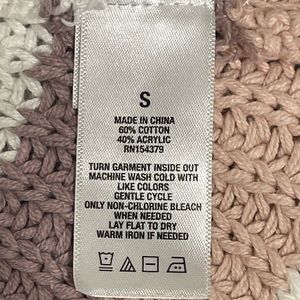 S
MADE IN CHINA
60% COTTON
40% ACRYLIC
RN154379
TURN GARMENT INSIDE OUT
MACHINE WASH COLD WITH
LIKE COLORS
GENTLE CYCLE
ONLY NON-CHLORINE BLEACH
WHEN NEEDED
LAY FLAT TO DRY
WARM IRON IF NEEDED